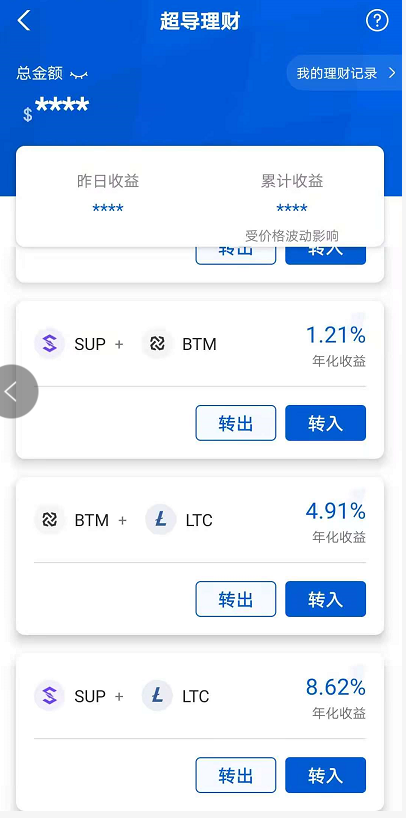 超导理财
总金额
我的理财记录
$****
昨日收益
累计收益
****
****
受价格波动影响
转出
转入
SUP + BTM
1.21%
年化收益
转出
转入
BTM + LTC
4.91%
年化收益
转出
转入
SUP + LTC
8.62%
年化收益
转出
转入